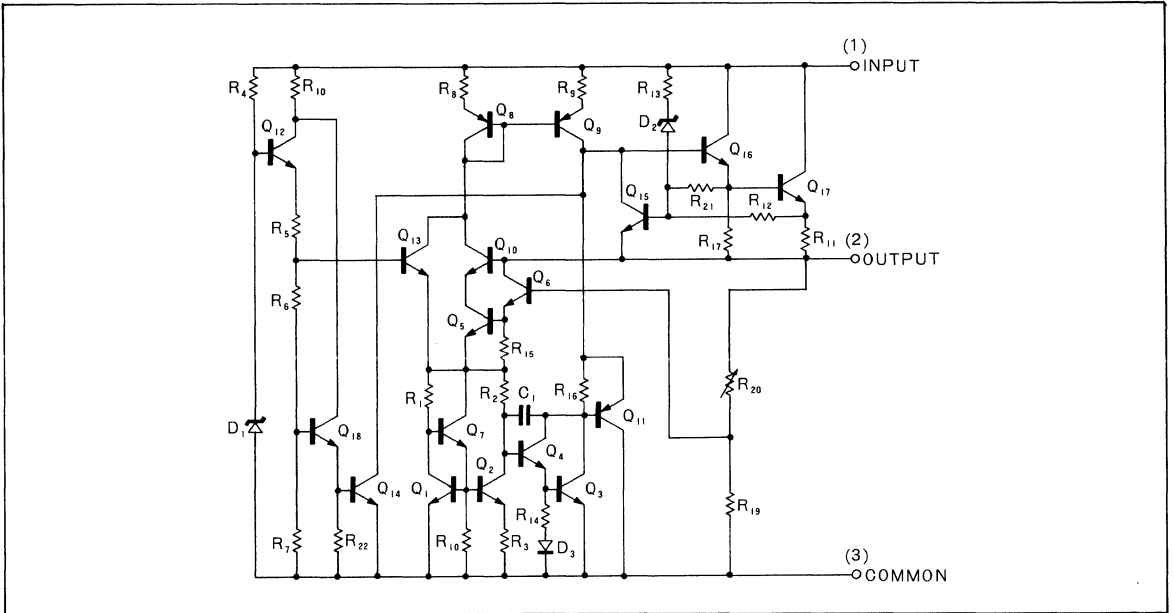 (1)
INPUT
R4
R10
R8
R9
R13
Q8
D2
Q12
Q9
Q16
Q15
Q17
R21
R12
R5
Q13
Q10
R17
R11
(2)
OUTPUT
R6
Q6
Q5
R15
R1
R2
C1
R16
R20
Q11
D1
Q18
Q7
Q4
Q2
Q14
Q1
Q3
R19
R14
R7
R22
R10
R3
D3
(3)
COMMON